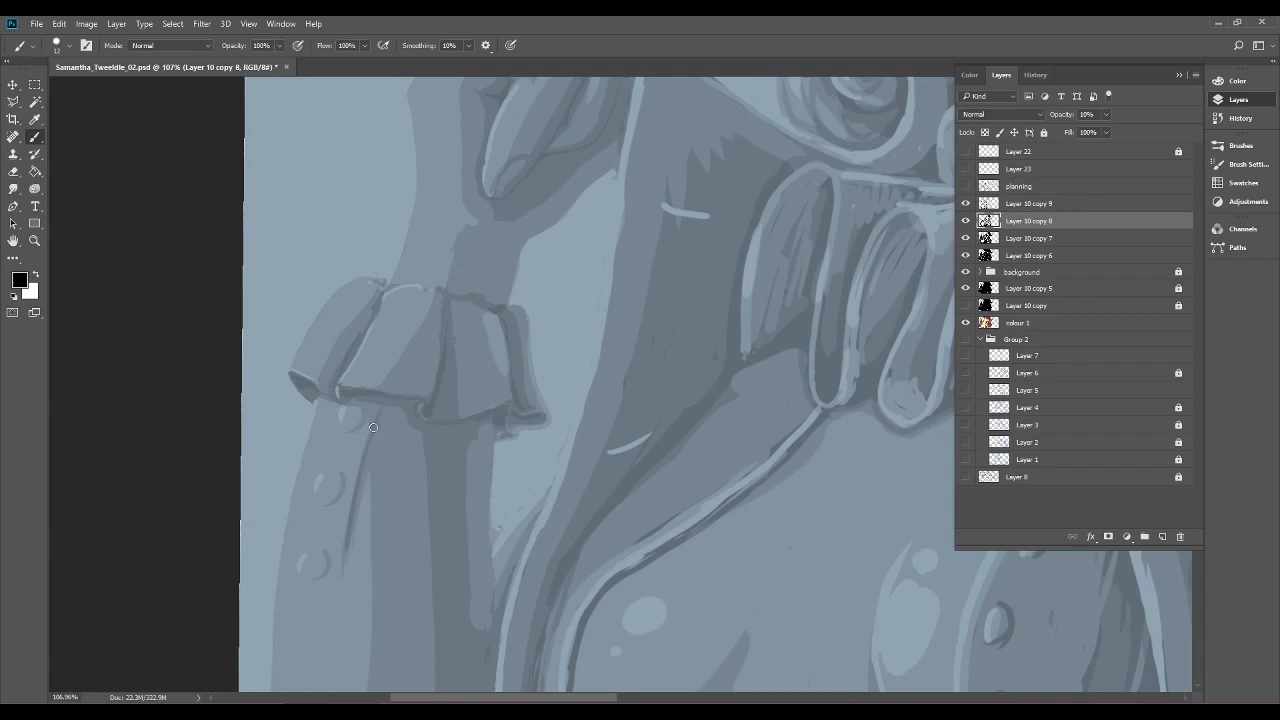 Ps File Edit Image Layer Type Select Filter 3D View Window Help
12 Mode: Normal Opacity: 100% Flow: 100% Smoothing: 10%
Samantha_Tweeldle_02.psd @ 107% (Layer 10 copy 8, RGB/8#) * ×
Color Layers History
Kind
Normal Opacity: 10%
Lock: Fill: 100%
Layer 22
Layer 23
planning
Layer 10 copy 9
Layer 10 copy 8
Layer 10 copy 7
Layer 10 copy 6
background
Layer 10 copy 5
Layer 10 copy
colour 1
Group 2
Layer 7
Layer 6
Layer 5
Layer 4
Layer 3
Layer 2
Layer 1
Layer 8
fx
Color
Layers
History
Brushes
Brush Setti...
Swatches
Adjustments
Channels
Paths
106.96% Doc: 22.3M/322.9M